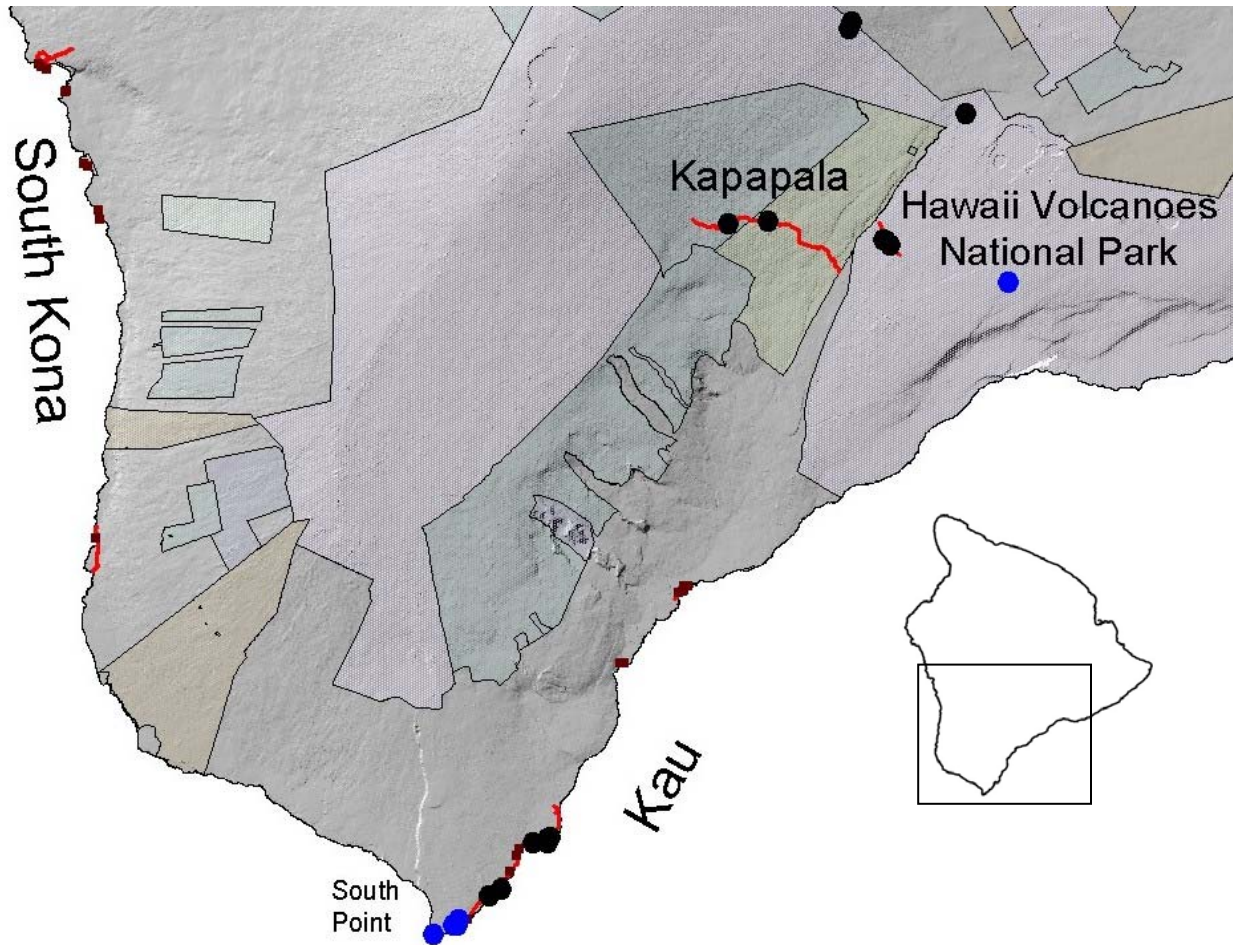 South Kona
Kapapala
Hawaii Volcanoes
National Park
Kau
South
Point